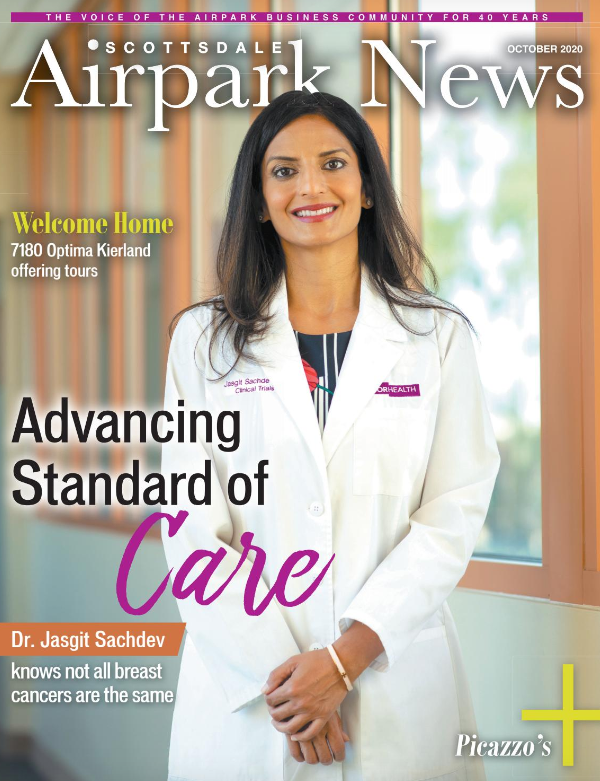 THE VOICE OF THE AIRPARK BUSINESS COMMUNITY FOR 40 YEARS
SCOTTSDALE
OCTOBER 2020
Airpark News
Welcome Home
7180 Optima Kierland
offering tours
Jasgit Sachde
Clinical Trials
ORHEALTH
Advancing
Standard of
Care
Dr. Jasgit Sachdev
knows not all breast
cancers are the same
+
Picazzo's